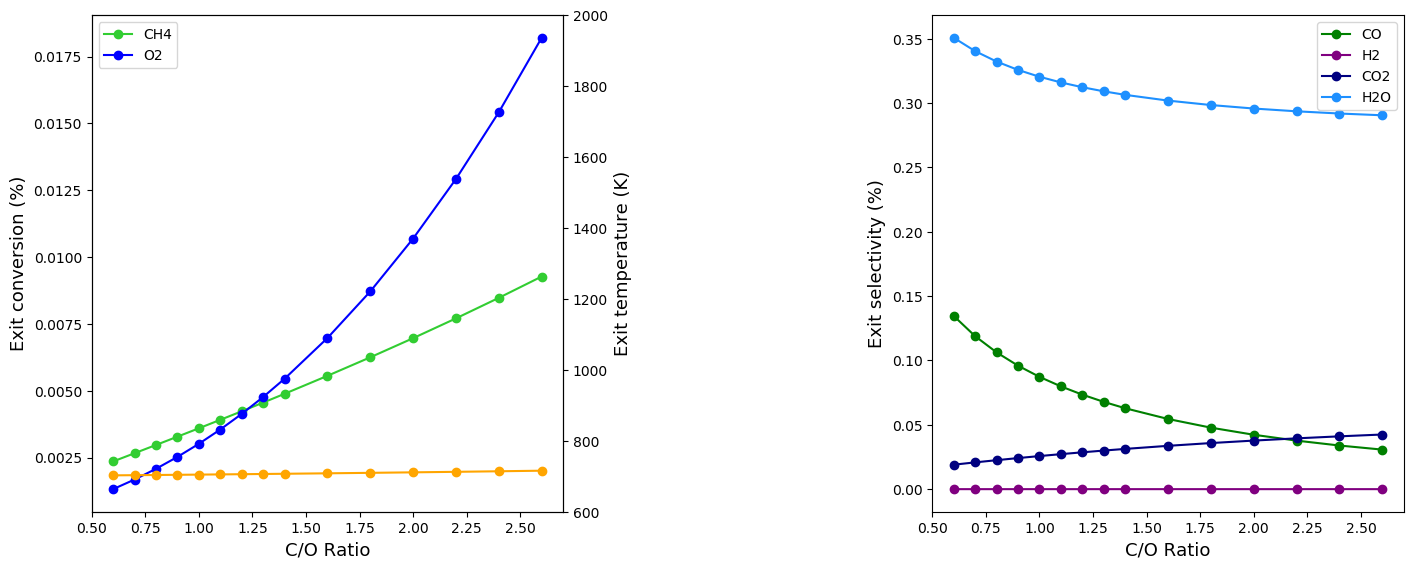 CH4
O2
0.0175
0.0150
0.0125
0.0100
0.0075
0.0050
0.0025
Exit conversion (%)
2000
1800
1600
1400
1200
1000
800
600
Exit temperature (K)
0.50 0.75 1.00 1.25 1.50 1.75 2.00 2.25 2.50
C/O Ratio
CO
H2
CO2
H2O
0.35
0.30
0.25
0.20
0.15
0.10
0.05
0.00
Exit selectivity (%)
0.50 0.75 1.00 1.25 1.50 1.75 2.00 2.25 2.50
C/O Ratio